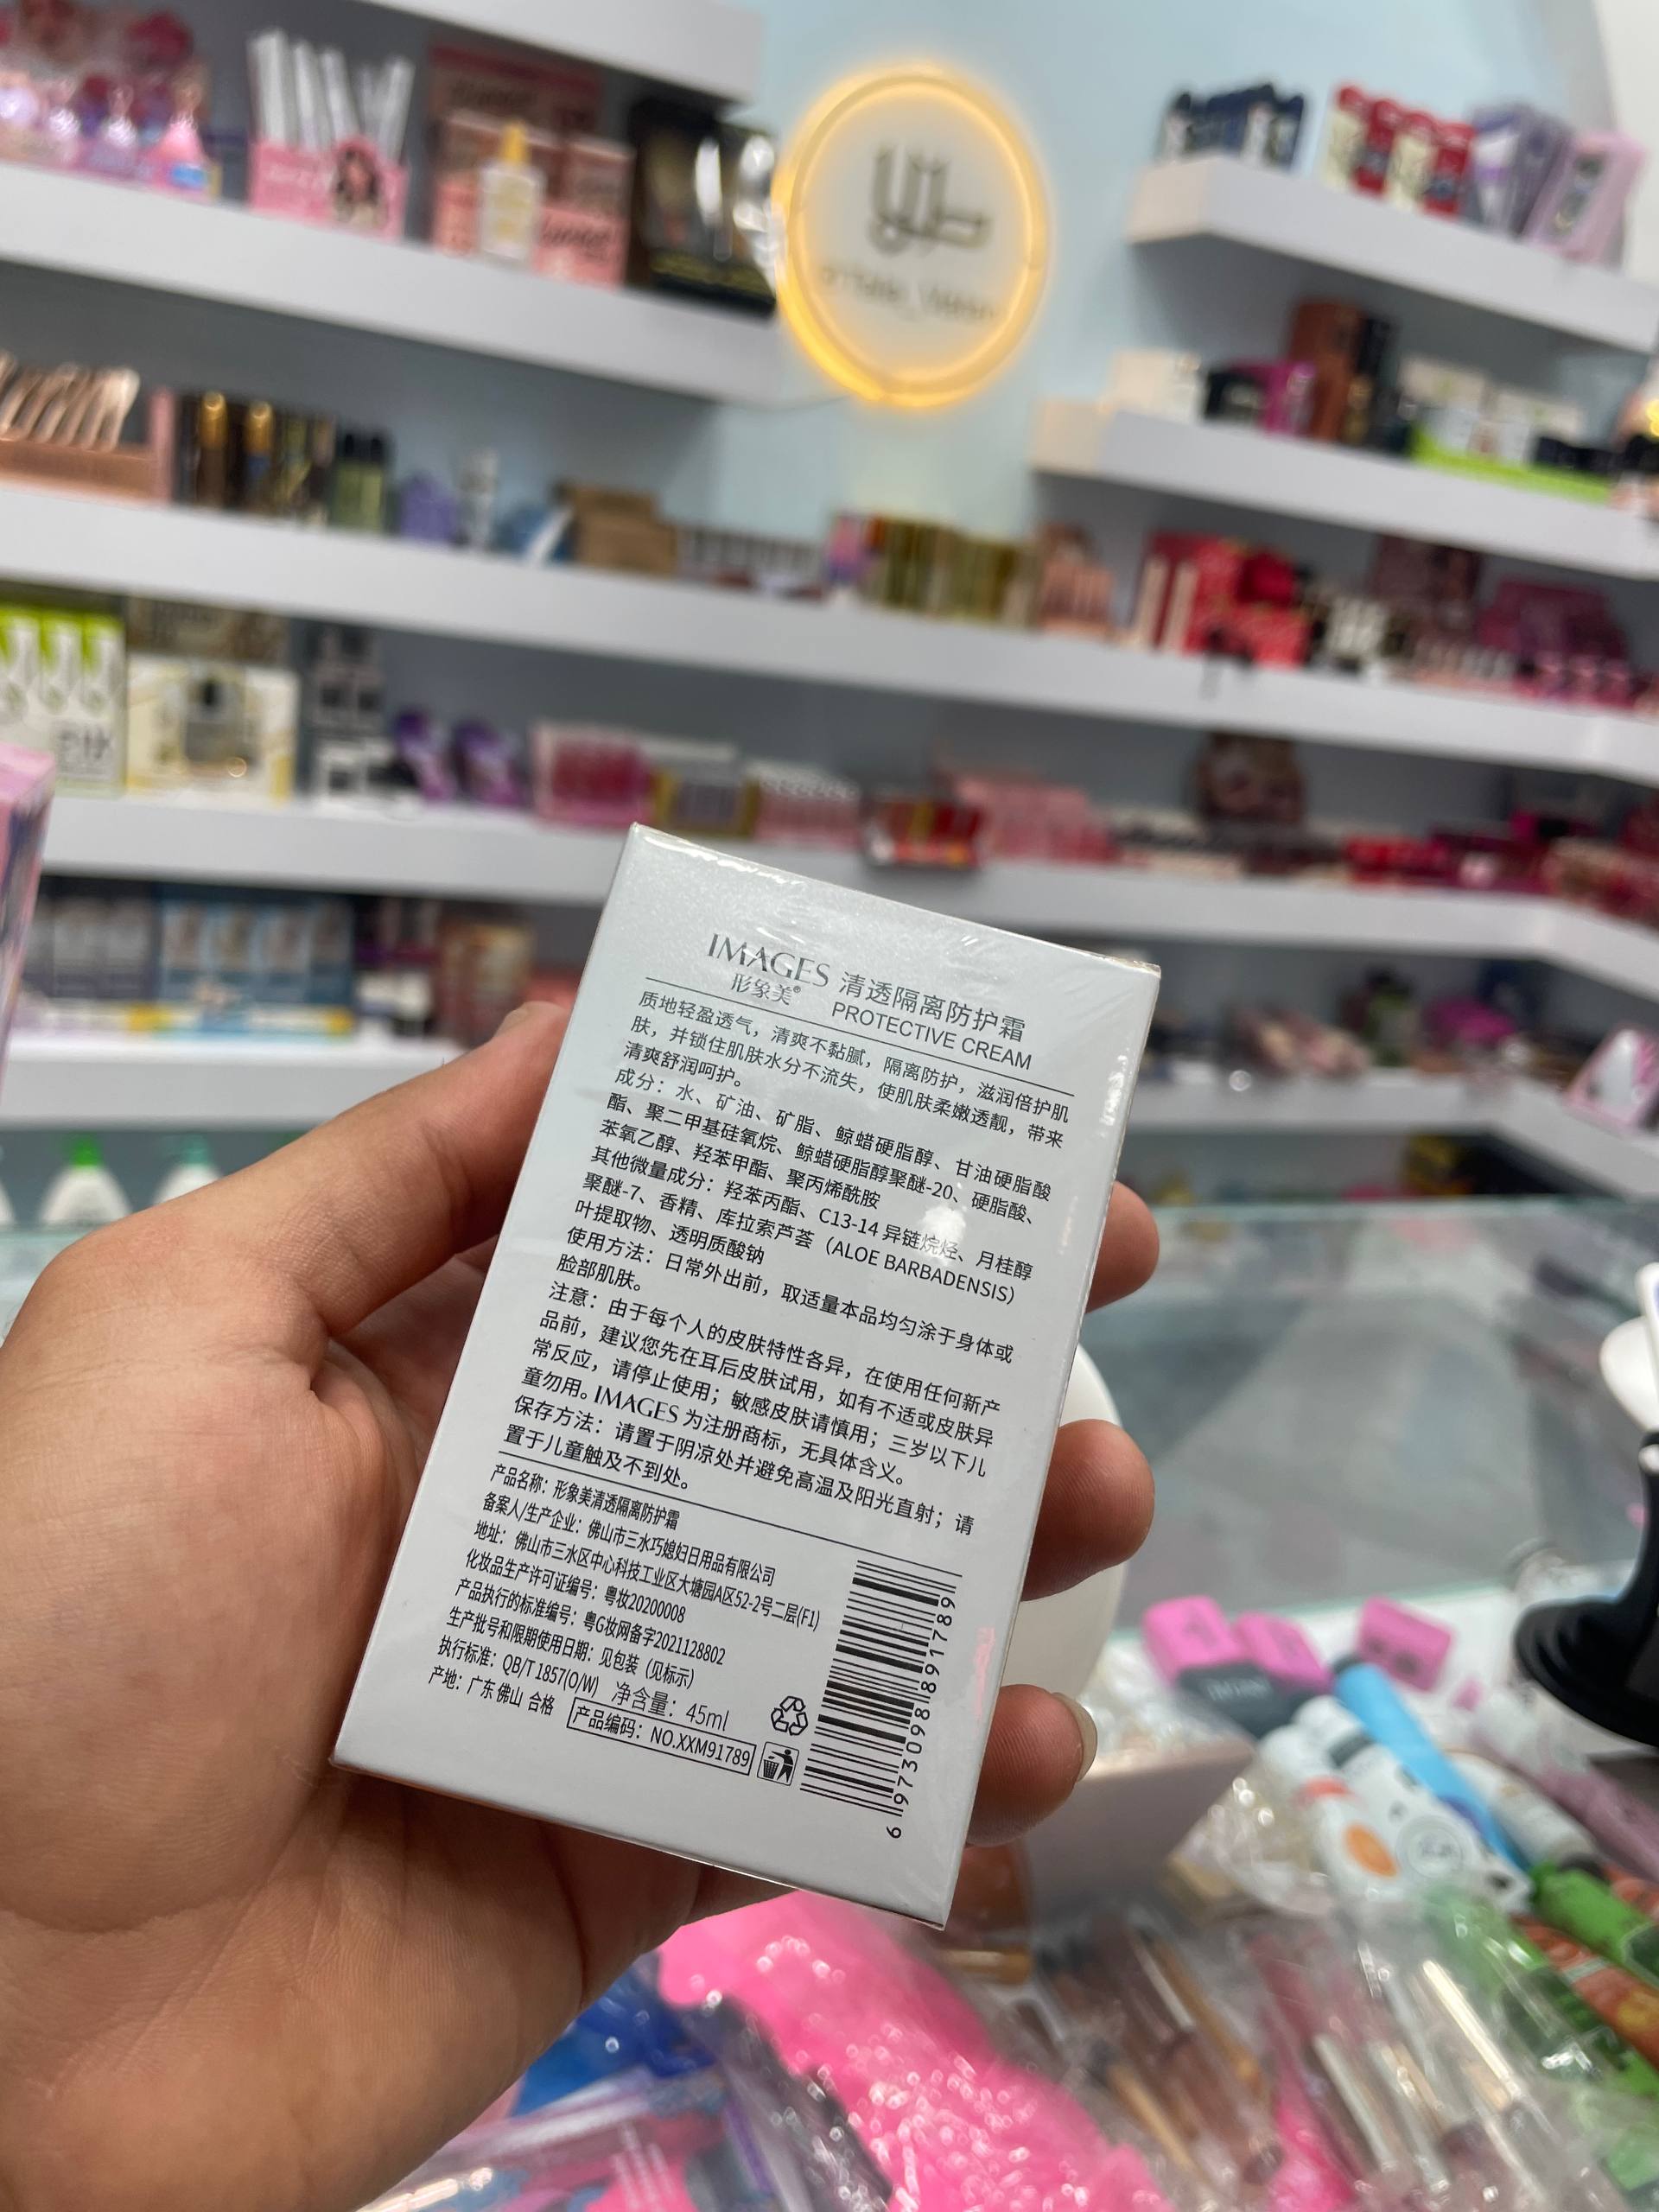 طلا
IMAGES 清透隔离防护霜
形象美® PROTECTIVE CREAM
质地轻盈透气，清爽不黏腻，隔离防护，滋润倍护肌
肤，并锁住肌肤水分不流失，使肌肤柔嫩透靓，带来
清爽舒润呵护。
成分：水、矿油、矿脂、鲸蜡硬脂醇、甘油硬脂酸
酯、聚二甲基硅氧烷、鲸蜡硬脂醇聚醚-20、硬脂酸、
苯氧乙醇、羟苯甲酯、聚丙烯酰胺
其他微量成分：羟苯丙酯、C13-14 异链烷烃、月桂醇
聚醚-7、香精、库拉索芦荟（ALOE BARBADENSIS）
叶提取物、透明质酸钠
使用方法：日常外出前，取适量本品均匀涂于身体或
脸部肌肤。
注意：由于每个人的皮肤特性各异，在使用任何新产
品前，建议您先在耳后皮肤试用，如有不适或皮肤异
常反应，请停止使用；敏感皮肤请慎用；三岁以下儿
童勿用。IMAGES 为注册商标，无具体含义。
保存方法：请置于阴凉处并避免高温及阳光直射；请
置于儿童触及不到处。
产品名称：形象美清透隔离防护霜
备案人/生产企业：佛山市三水巧媳妇日用品有限公司
地址：佛山市三水区中心科技工业区大塘园A区52-2号二层(F1)
化妆品生产许可证编号：粤妆20200008
产品执行的标准编号：粤G妆网备字2021128802
生产批号和限期使用日期：见包装（见标示）
执行标准：QB/T 1857(O/W) 净含量：45ml
产地：广东 佛山 合格 产品编码：NO.XXM91789
6 973098 891789